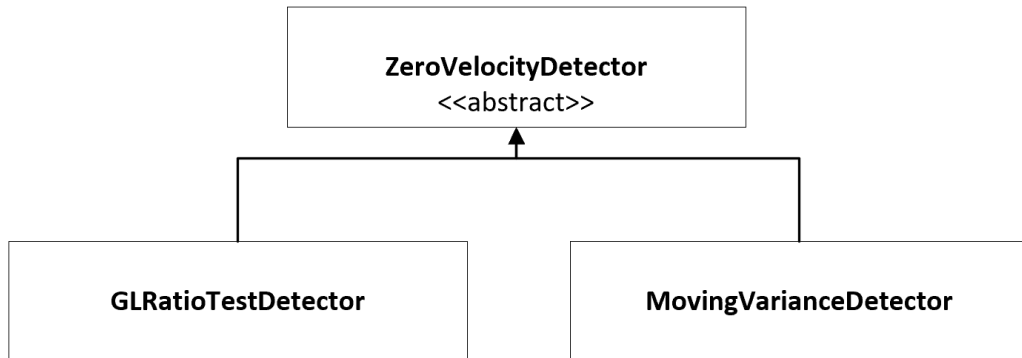 ZeroVelocityDetector
<<abstract>>
GLRatioTestDetector
MovingVarianceDetector